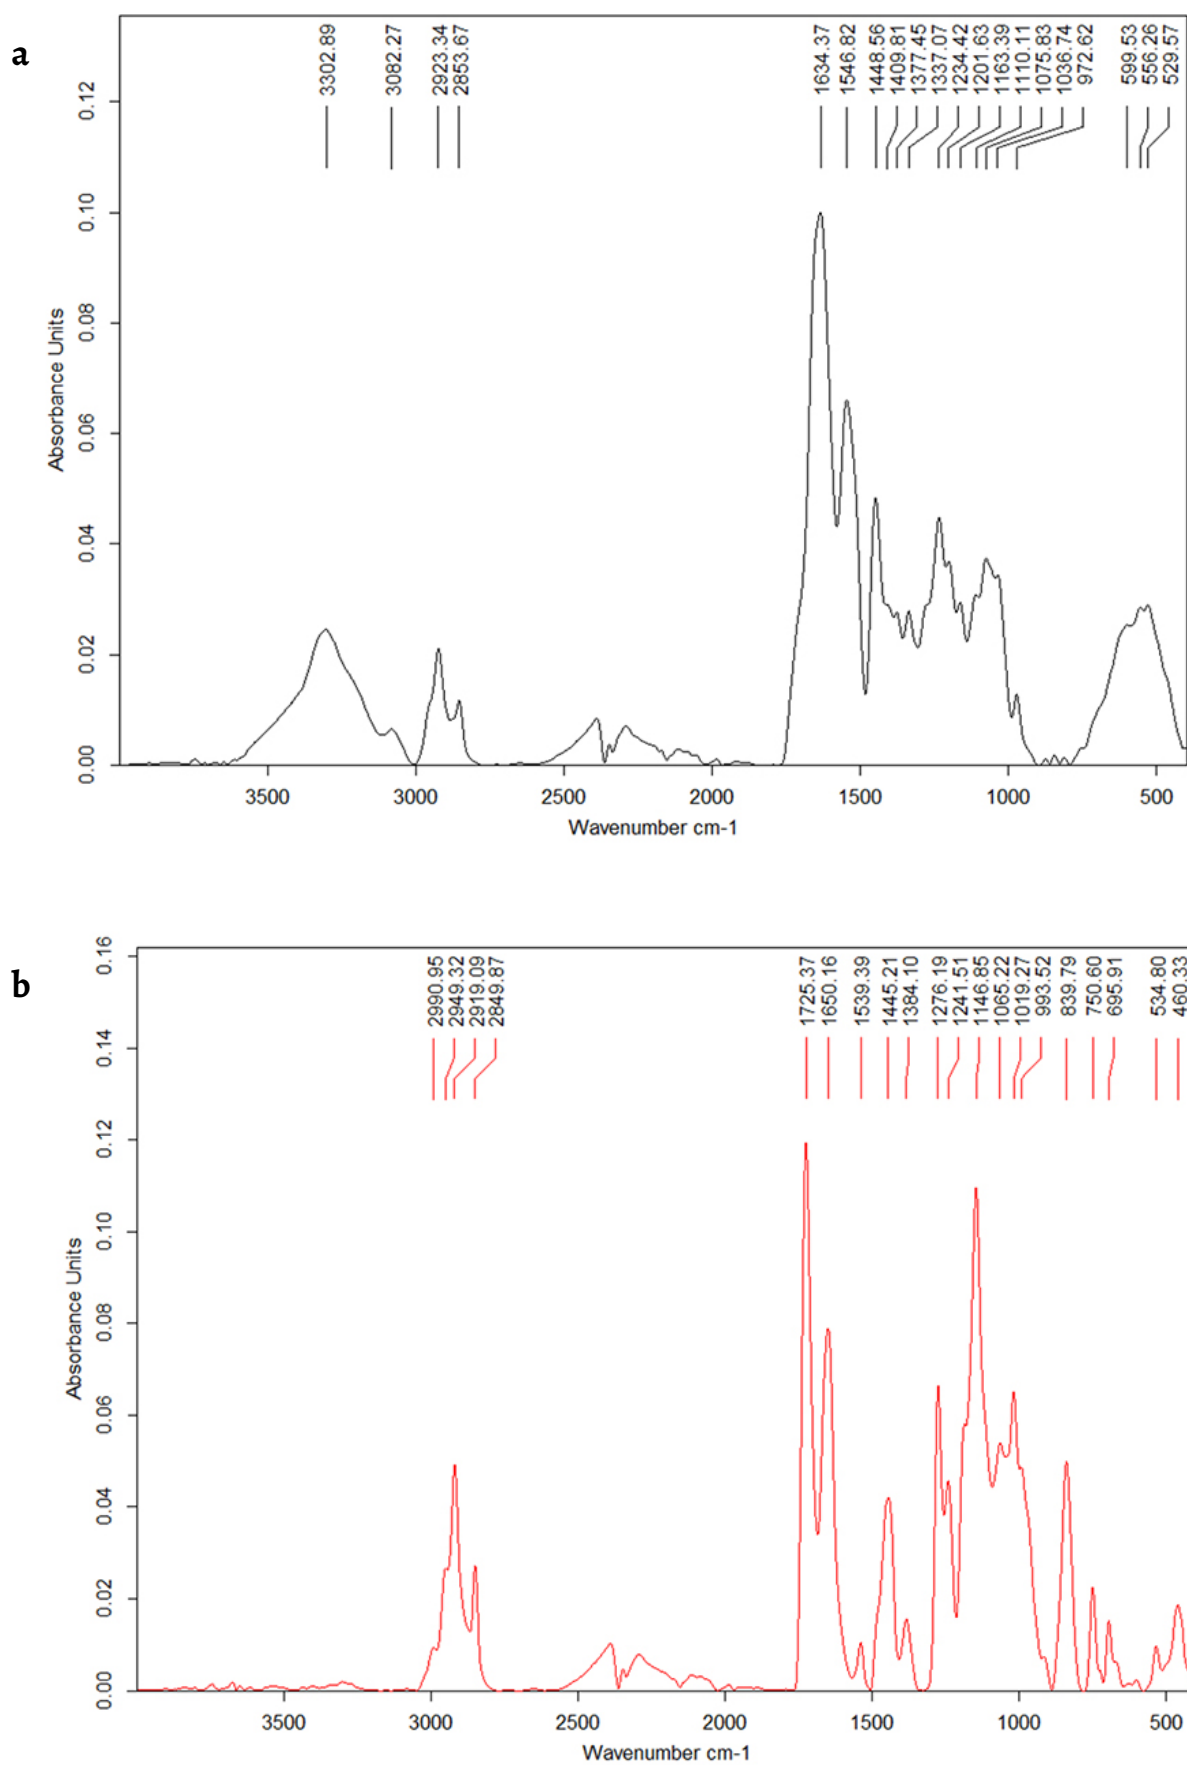 a
3302.89 3082.27 2923.34 2853.67 1634.37 1546.82 1448.56 1409.81 1377.45 1337.07 1234.42 1201.63 1163.39 1110.11 1075.83 1036.74 972.62 599.53 556.26 529.57
Absorbance Units
0.12
0.10
0.08
0.06
0.04
0.02
0.00
3500 3000 2500 2000 1500 1000 500
Wavenumber cm-1
b
2990.95 2949.32 2919.09 2849.87 1725.37 1650.16 1539.39 1445.21 1384.10 1276.19 1241.51 1146.85 1065.22 1019.27 993.52 839.79 750.60 695.91 534.80 460.33
Absorbance Units
0.16
0.14
0.12
0.10
0.08
0.06
0.04
0.02
0.00
3500 3000 2500 2000 1500 1000 500
Wavenumber cm-1